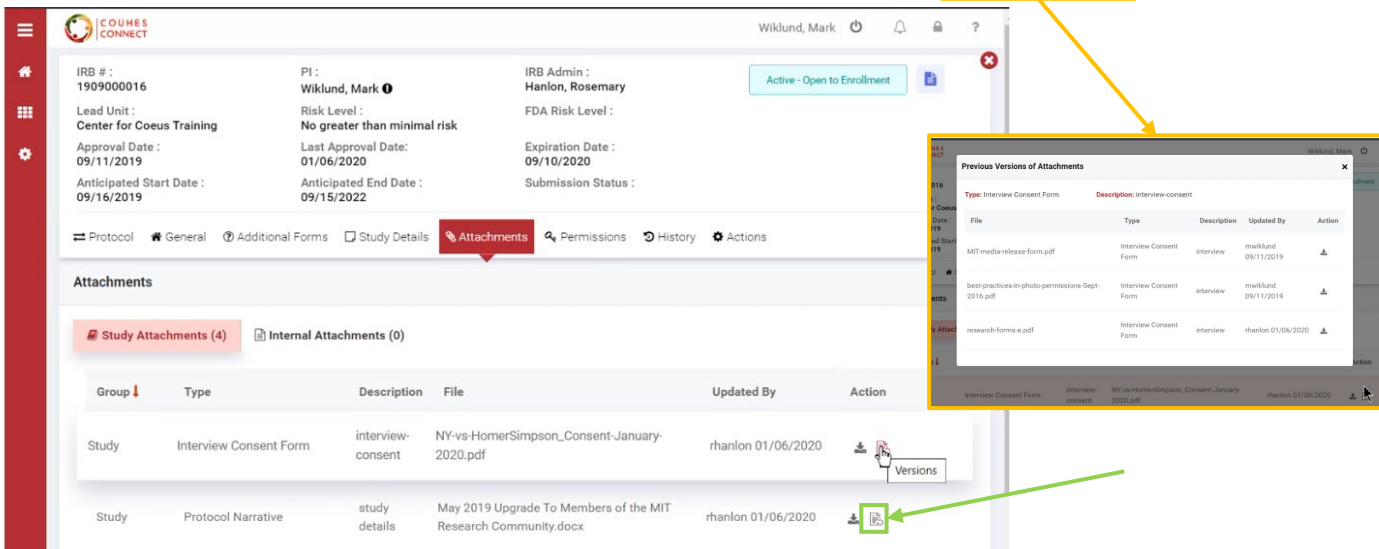 COUHES
CONNECT
Wiklund, Mark
?
IRB # :
1909000016
PI :
Wiklund, Mark
IRB Admin :
Hanlon, Rosemary
Active - Open to Enrollment
Lead Unit :
Center for Coeus Training
Risk Level :
No greater than minimal risk
FDA Risk Level :
Approval Date :
09/11/2019
Last Approval Date:
01/06/2020
Expiration Date :
09/10/2020
Anticipated Start Date :
09/16/2019
Anticipated End Date :
09/15/2022
Submission Status :
Protocol General Additional Forms Study Details Attachments Permissions History Actions
Attachments
Study Attachments (4) Internal Attachments (0)
Group Type Description File Updated By Action
Study Interview Consent Form interview-consent NY-vs-HomerSimpson_Consent-January-
2020.pdf rhanlon 01/06/2020
Versions
Study Protocol Narrative study details May 2019 Upgrade To Members of the MIT
Research Community.docx rhanlon 01/06/2020
Wiklund, Mark
Previous Versions of Attachments
Type: Interview Consent Form Description: interview-consent
File Type Description Updated By Action
MIT-media-release-form.pdf Interview Consent Form interview mwiklund 09/11/2019
best-practices-in-photo-permissions-Sept-
2016.pdf Interview Consent Form interview mwiklund 09/11/2019
research-forms-e.pdf Interview Consent Form interview rhanlon 01/06/2020
Interview Consent Form interview-consent NY-vs-HomerSimpson_Consent-January-
2020.pdf rhanlon 01/06/2020